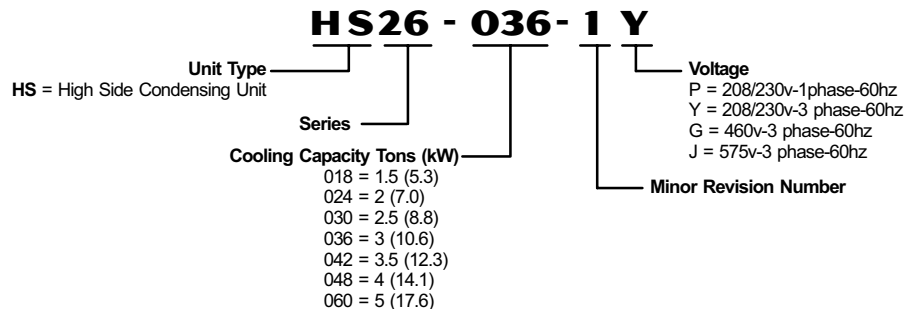 HS26 - 036 - 1 Y
Unit Type
HS = High Side Condensing Unit
Series
Cooling Capacity Tons (kW)
018 = 1.5 (5.3)
024 = 2 (7.0)
030 = 2.5 (8.8)
036 = 3 (10.6)
042 = 3.5 (12.3)
048 = 4 (14.1)
060 = 5 (17.6)
Voltage
P = 208/230v-1phase-60hz
Y = 208/230v-3 phase-60hz
G = 460v-3 phase-60hz
J = 575v-3 phase-60hz
Minor Revision Number